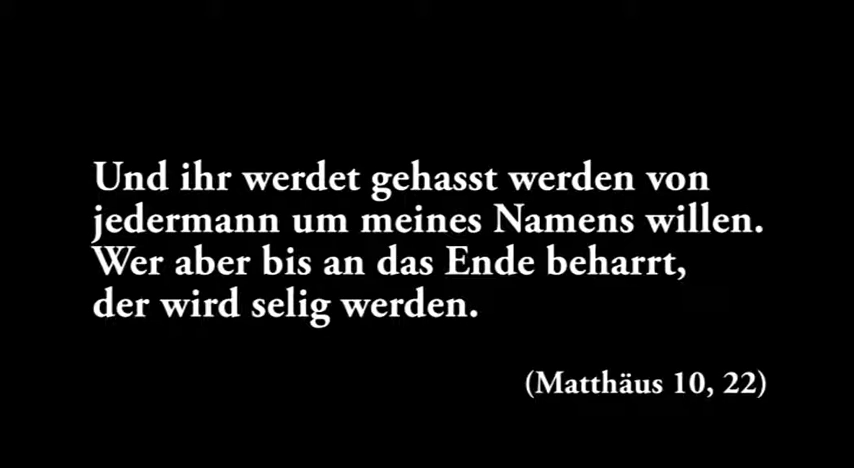 Und ihr werdet gehasst werden von
jedermann um meines Namens willen.
Wer aber bis an das Ende beharrt,
der wird selig werden.
(Matthäus 10, 22)